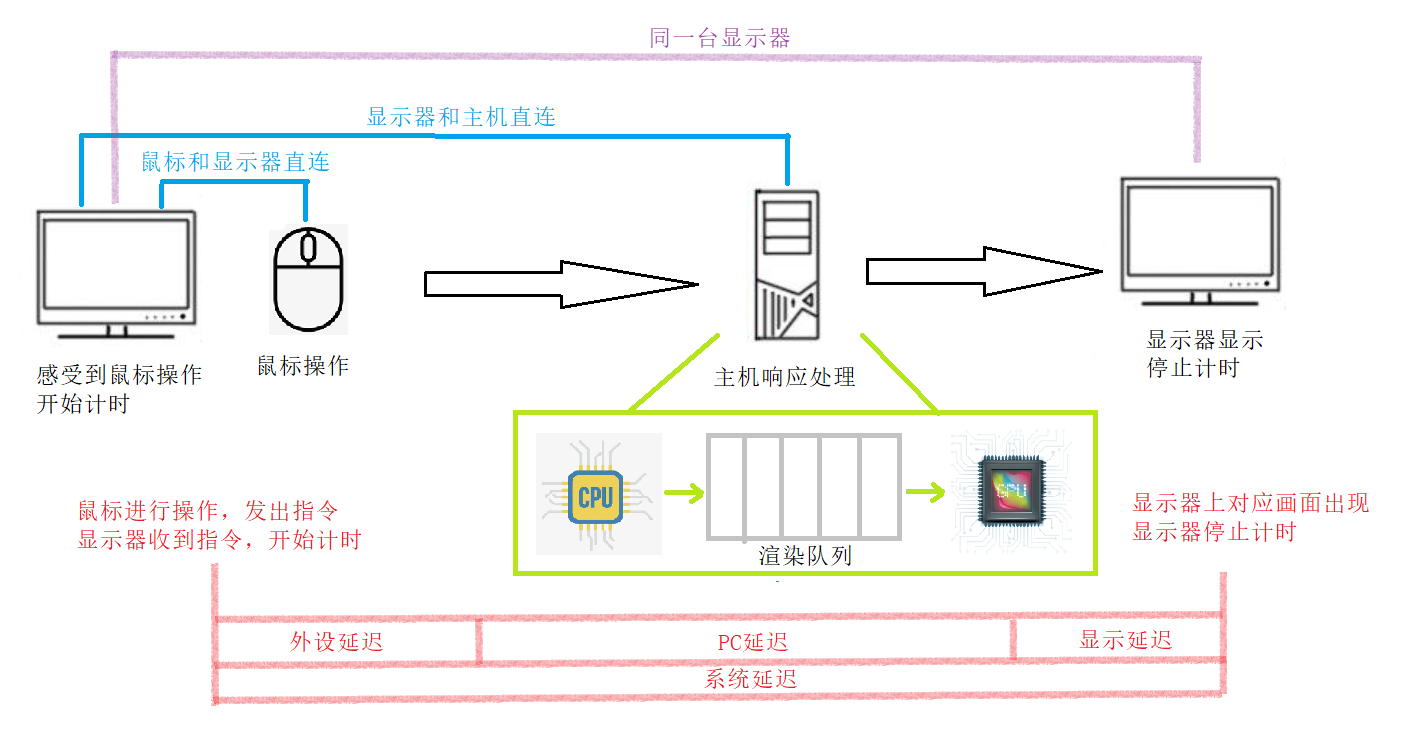 同一台显示器
显示器和主机直连
鼠标和显示器直连
感受到鼠标操作
开始计时
鼠标操作
主机响应处理
显示器显示
停止计时
CPU
渲染队列
GPU
鼠标进行操作，发出指令
显示器收到指令，开始计时
显示器上对应画面出现
显示器停止计时
外设延迟
PC延迟
显示延迟
系统延迟